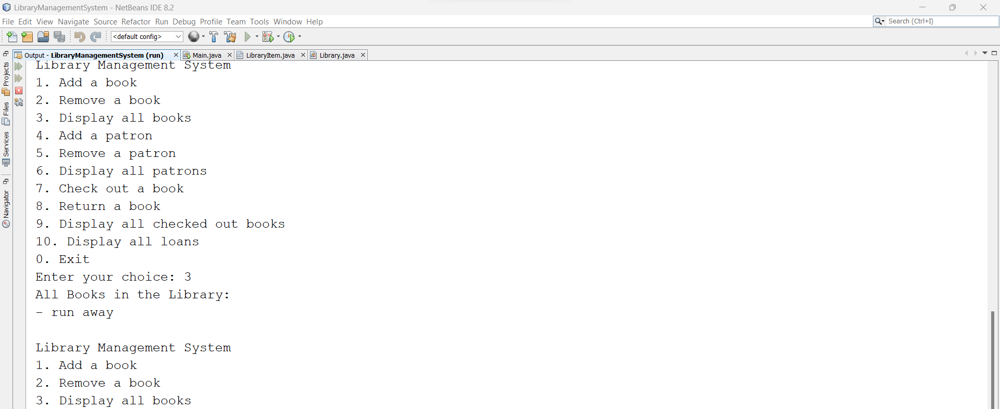 LibraryManagementSystem - NetBeans IDE 8.2
File Edit View Navigate Source Refactor Run Debug Profile Team Tools Window Help
Search (Ctrl+I)
<default config>
Output - LibraryManagementSystem (run) Main.java LibraryItem.java Library.java
Projects
Files
Services
Navigator
Library Management System
1. Add a book
2. Remove a book
3. Display all books
4. Add a patron
5. Remove a patron
6. Display all patrons
7. Check out a book
8. Return a book
9. Display all checked out books
10. Display all loans
0. Exit
Enter your choice: 3
All Books in the Library:
- run away
Library Management System
1. Add a book
2. Remove a book
3. Display all books